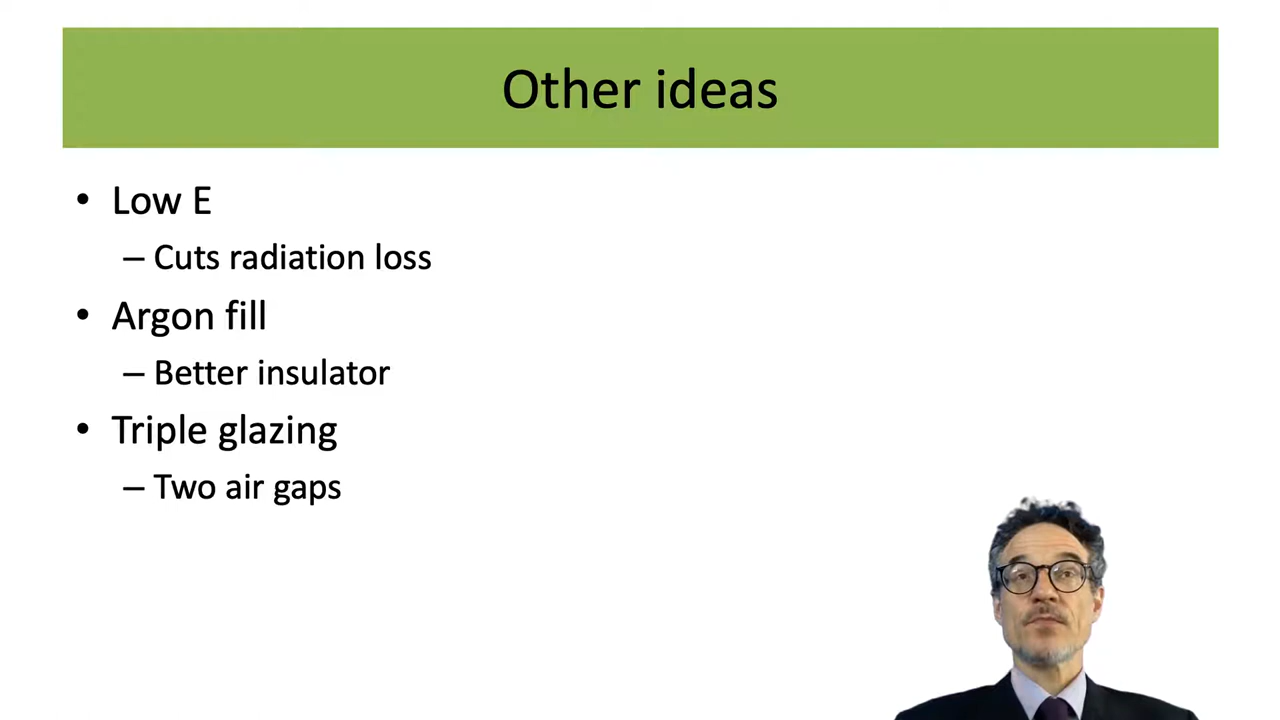 Other ideas
• Low E
– Cuts radiation loss
• Argon fill
– Better insulator
• Triple glazing
– Two air gaps